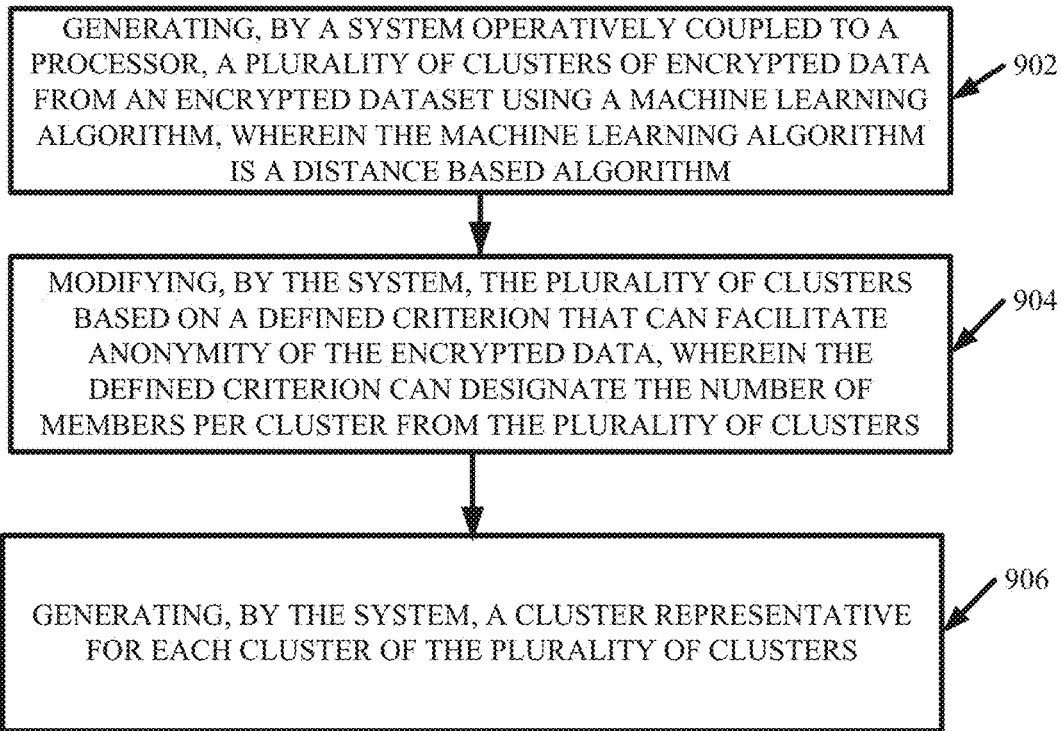 GENERATING, BY A SYSTEM OPERATIVELY COUPLED TO A
PROCESSOR, A PLURALITY OF CLUSTERS OF ENCRYPTED DATA
FROM AN ENCRYPTED DATASET USING A MACHINE LEARNING
ALGORITHM, WHEREIN THE MACHINE LEARNING ALGORITHM
IS A DISTANCE BASED ALGORITHM
902
MODIFYING, BY THE SYSTEM, THE PLURALITY OF CLUSTERS
BASED ON A DEFINED CRITERION THAT CAN FACILITATE
ANONYMITY OF THE ENCRYPTED DATA, WHEREIN THE
DEFINED CRITERION CAN DESIGNATE THE NUMBER OF
MEMBERS PER CLUSTER FROM THE PLURALITY OF CLUSTERS
904
GENERATING, BY THE SYSTEM, A CLUSTER REPRESENTATIVE
FOR EACH CLUSTER OF THE PLURALITY OF CLUSTERS
906